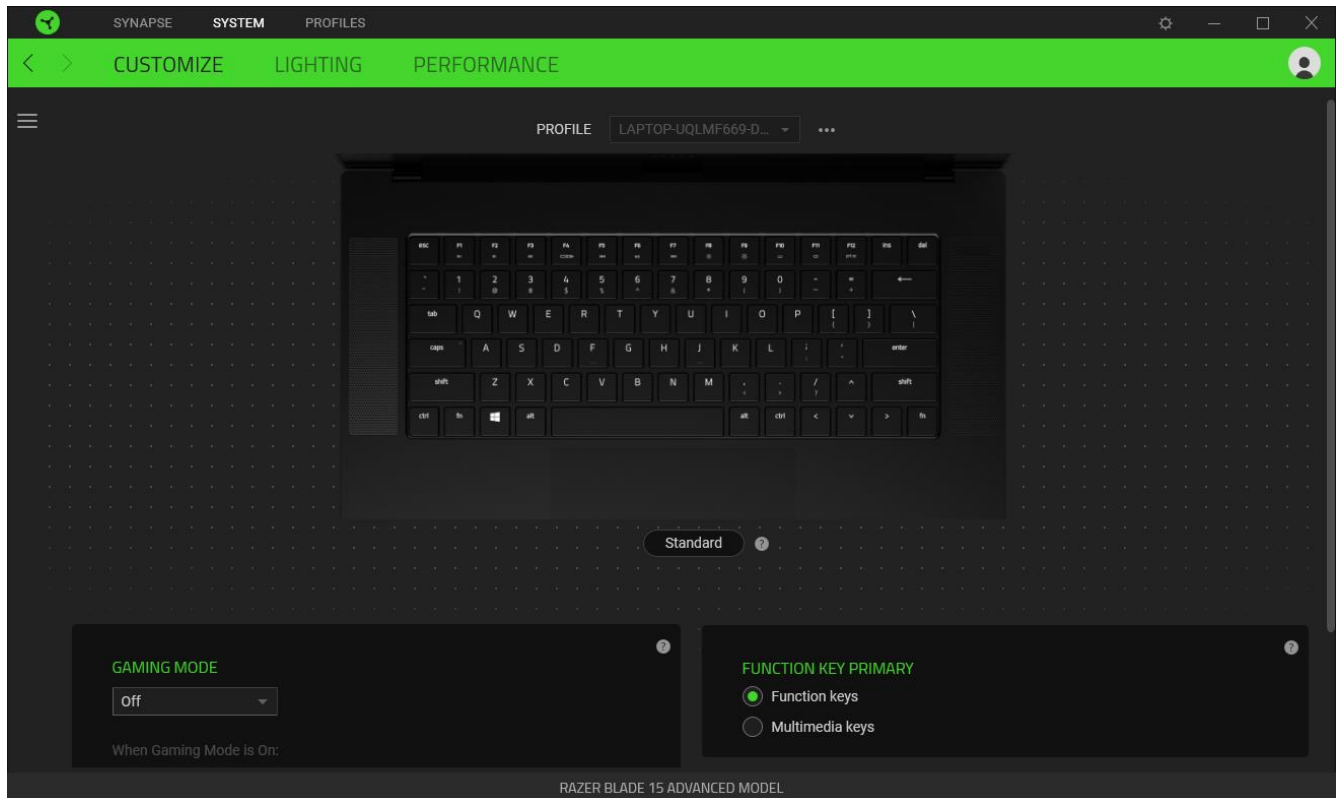 SYNAPSE SYSTEM PROFILES
CUSTOMIZE LIGHTING PERFORMANCE
PROFILE LAPTOP-UQLMF669-D... •••
esc F1 F2 F3 F4 F5 F6 F7 F8 F9 F10 F11 F12 ins del
1 2 3 4 5 6 7 8 9 0 - = ←
tab Q W E R T Y U I O P [ ] \
caps A S D F G H J K L ; ' enter
shift Z X C V B N M , . / ^ shift
ctrl fn alt alt ctrl < v > fn
Standard ?
GAMING MODE ?
Off
When Gaming Mode is On:
FUNCTION KEY PRIMARY ?
Function keys
Multimedia keys
RAZER BLADE 15 ADVANCED MODEL